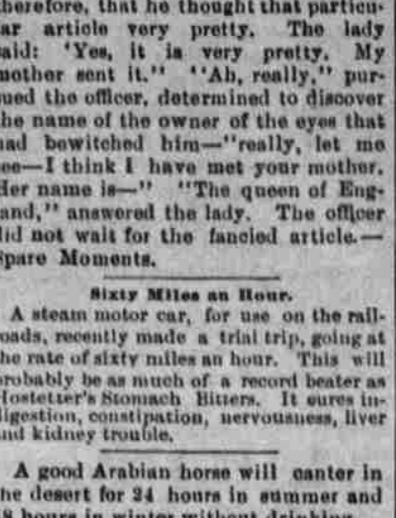 therefore, that he thought that particu-
ar article very pretty. The lady
said: 'Yes, it is very pretty. My
mother sent it." "Ah, really," pur-
sued the officer, determined to discover
the name of the owner of the eyes that
had bewitched him—"really, let me
see—I think I have met your mother.
Her name is—" "The queen of Eng-
land," answered the lady. The officer
did not wait for the fancied article.—
Spare Moments.
Sixty Miles an Hour.
A steam motor car, for use on the rail-
roads, recently made a trial trip, going at
the rate of sixty miles an hour. This will
probably be as much of a record beater as
Hostetter's Stomach Bitters. It cures in-
digestion, constipation, nervousness, liver
and kidney trouble.
A good Arabian horse will canter in
the desert for 24 hours in summer and
48 hours in winter without drinking